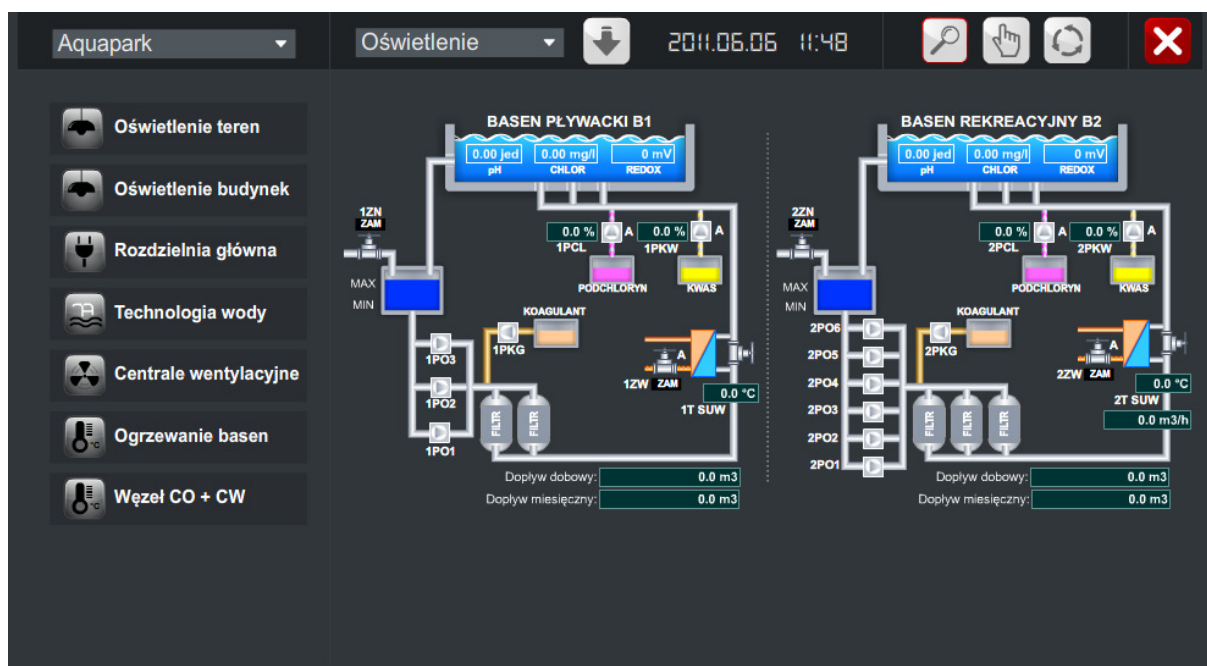 Aquapark
Oświetlenie
2011.06.06 11:48
Oświetlenie teren
Oświetlenie budynek
Rozdzielnia główna
Technologia wody
Centrale wentylacyjne
Ogrzewanie basen
Węzeł CO + CW
BASEN PŁYWACKI B1
0.00 jed 0.00 mg/l 0 mV
pH CHLOR REDOX
1ZN
ZAM
0.0 % A 0.0 % A
1PCL 1PKW
MAX
MIN
PODCHLORYN KWAS
KOAGULANT
1PKG
1PO3
1PO2
1PO1
FILTR FILTR
A
1ZW ZAM
0.0 °C
1T SUW
Dopływ dobowy: 0.0 m3
Dopływ miesięczny: 0.0 m3
BASEN REKREACYJNY B2
0.00 jed 0.00 mg/l 0 mV
pH CHLOR REDOX
2ZN
ZAM
0.0 % A 0.0 % A
2PCL 2PKW
MAX
MIN
PODCHLORYN KWAS
KOAGULANT
2PKG
2PO6
2PO5
2PO4
2PO3
2PO2
2PO1
FILTR FILTR FILTR
A
2ZW ZAM
0.0 °C
2T SUW
0.0 m3/h
Dopływ dobowy: 0.0 m3
Dopływ miesięczny: 0.0 m3